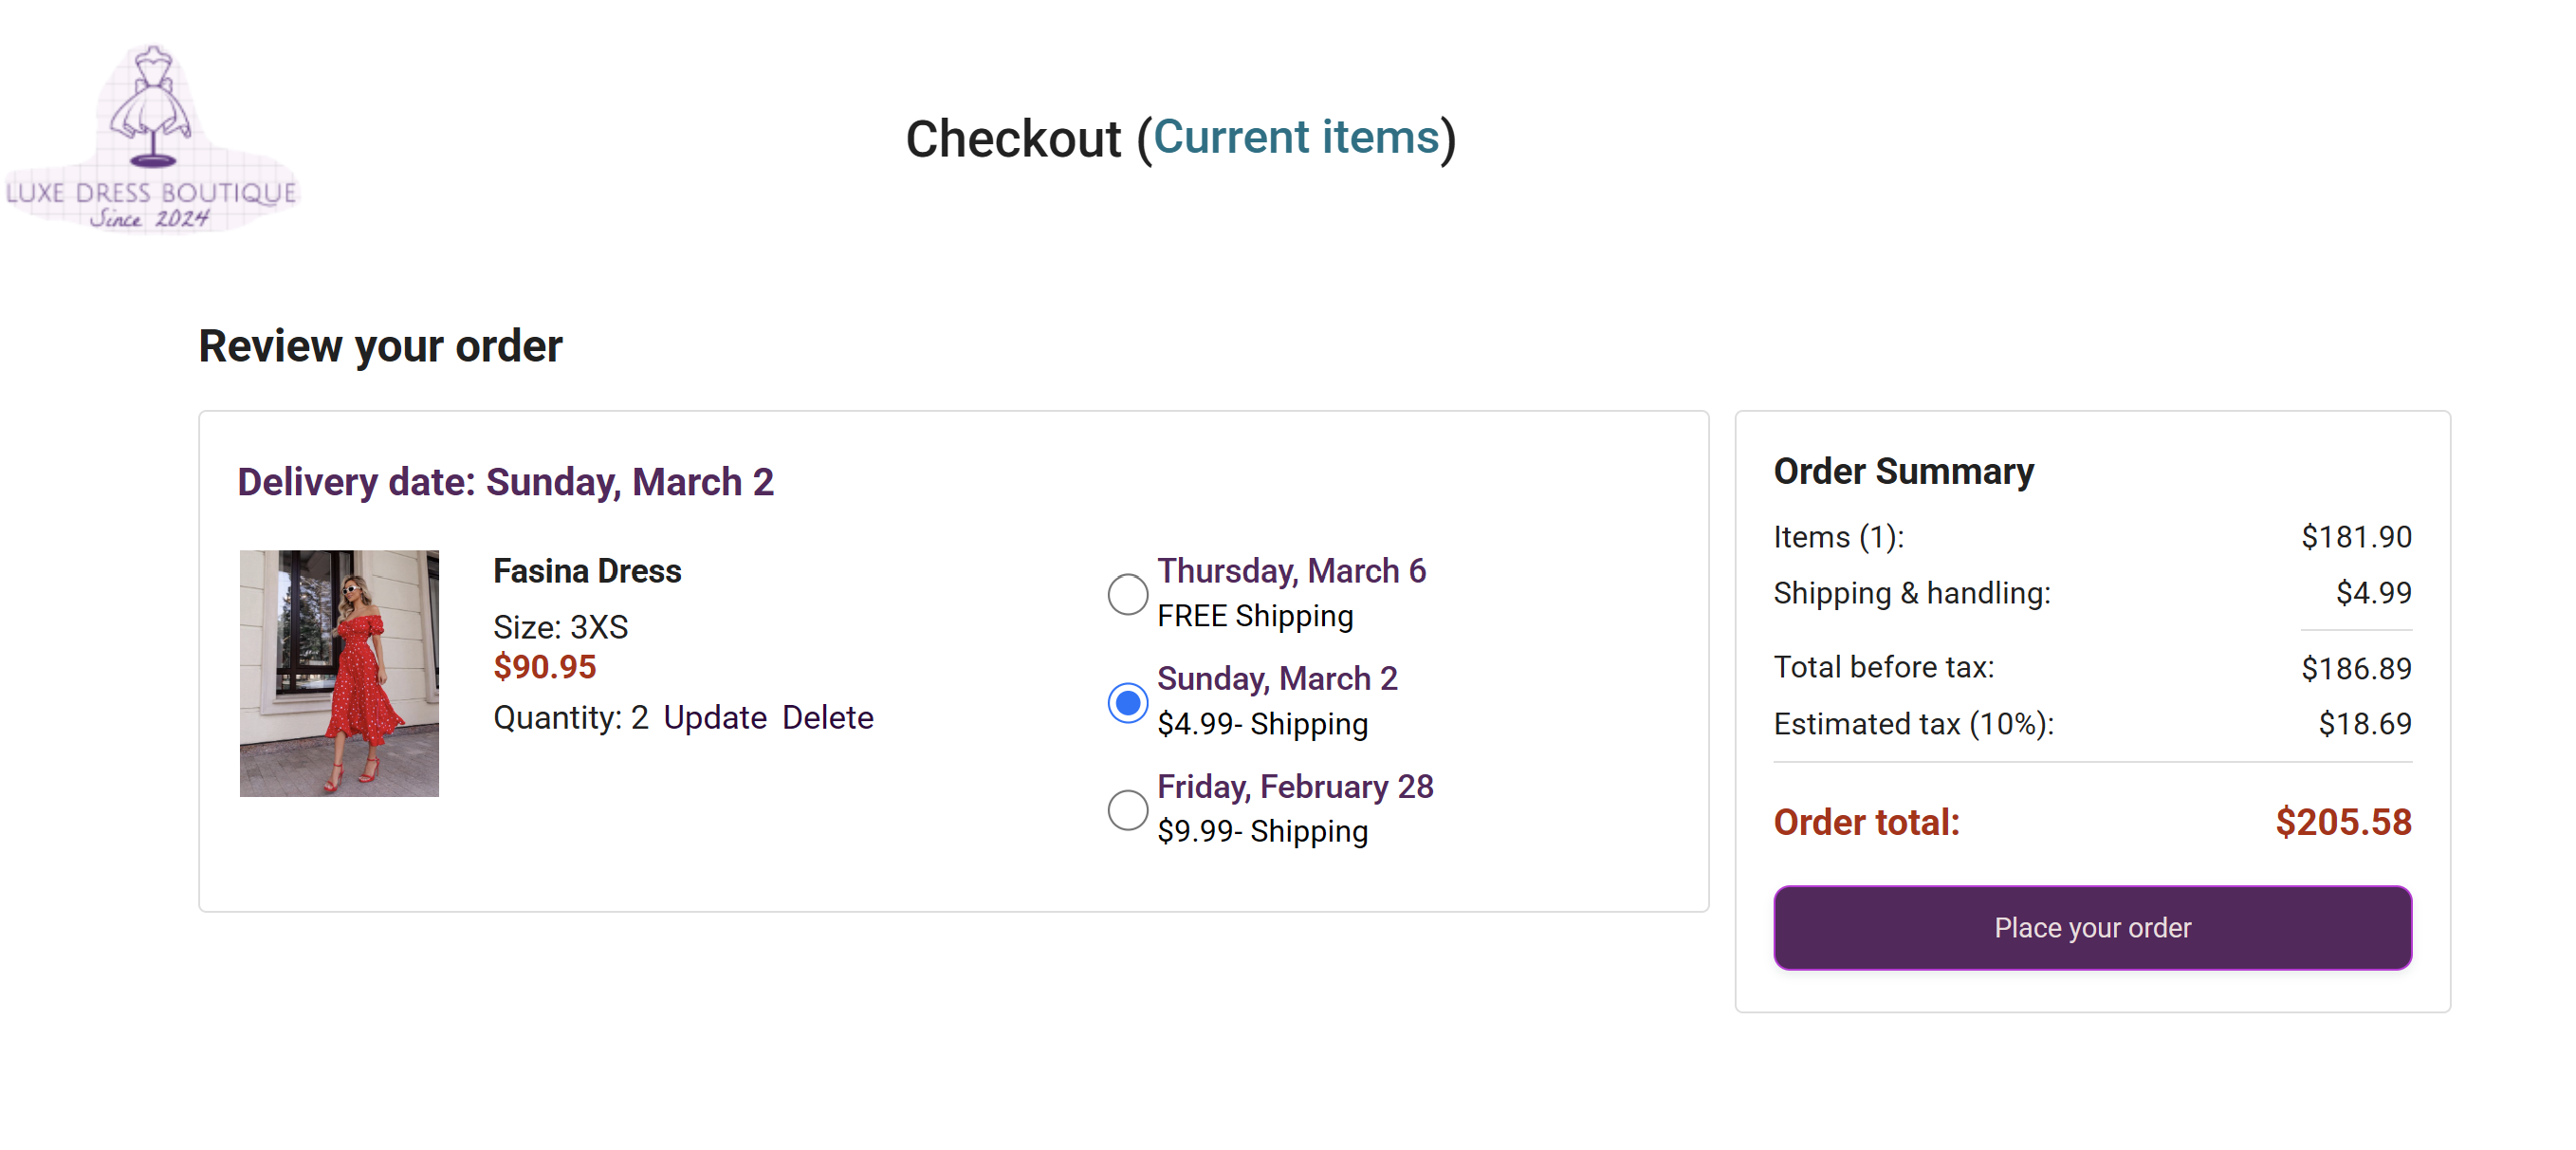 LUXE DRESS BOUTIQUE
Since 2024
Checkout (Current items)
Review your order
Delivery date: Sunday, March 2
Fasina Dress
Size: 3XS
$90.95
Quantity: 2 Update Delete
Thursday, March 6
FREE Shipping
Sunday, March 2
$4.99- Shipping
Friday, February 28
$9.99- Shipping
Order Summary
Items (1): $181.90
Shipping & handling: $4.99
Total before tax: $186.89
Estimated tax (10%): $18.69
Order total: $205.58
Place your order